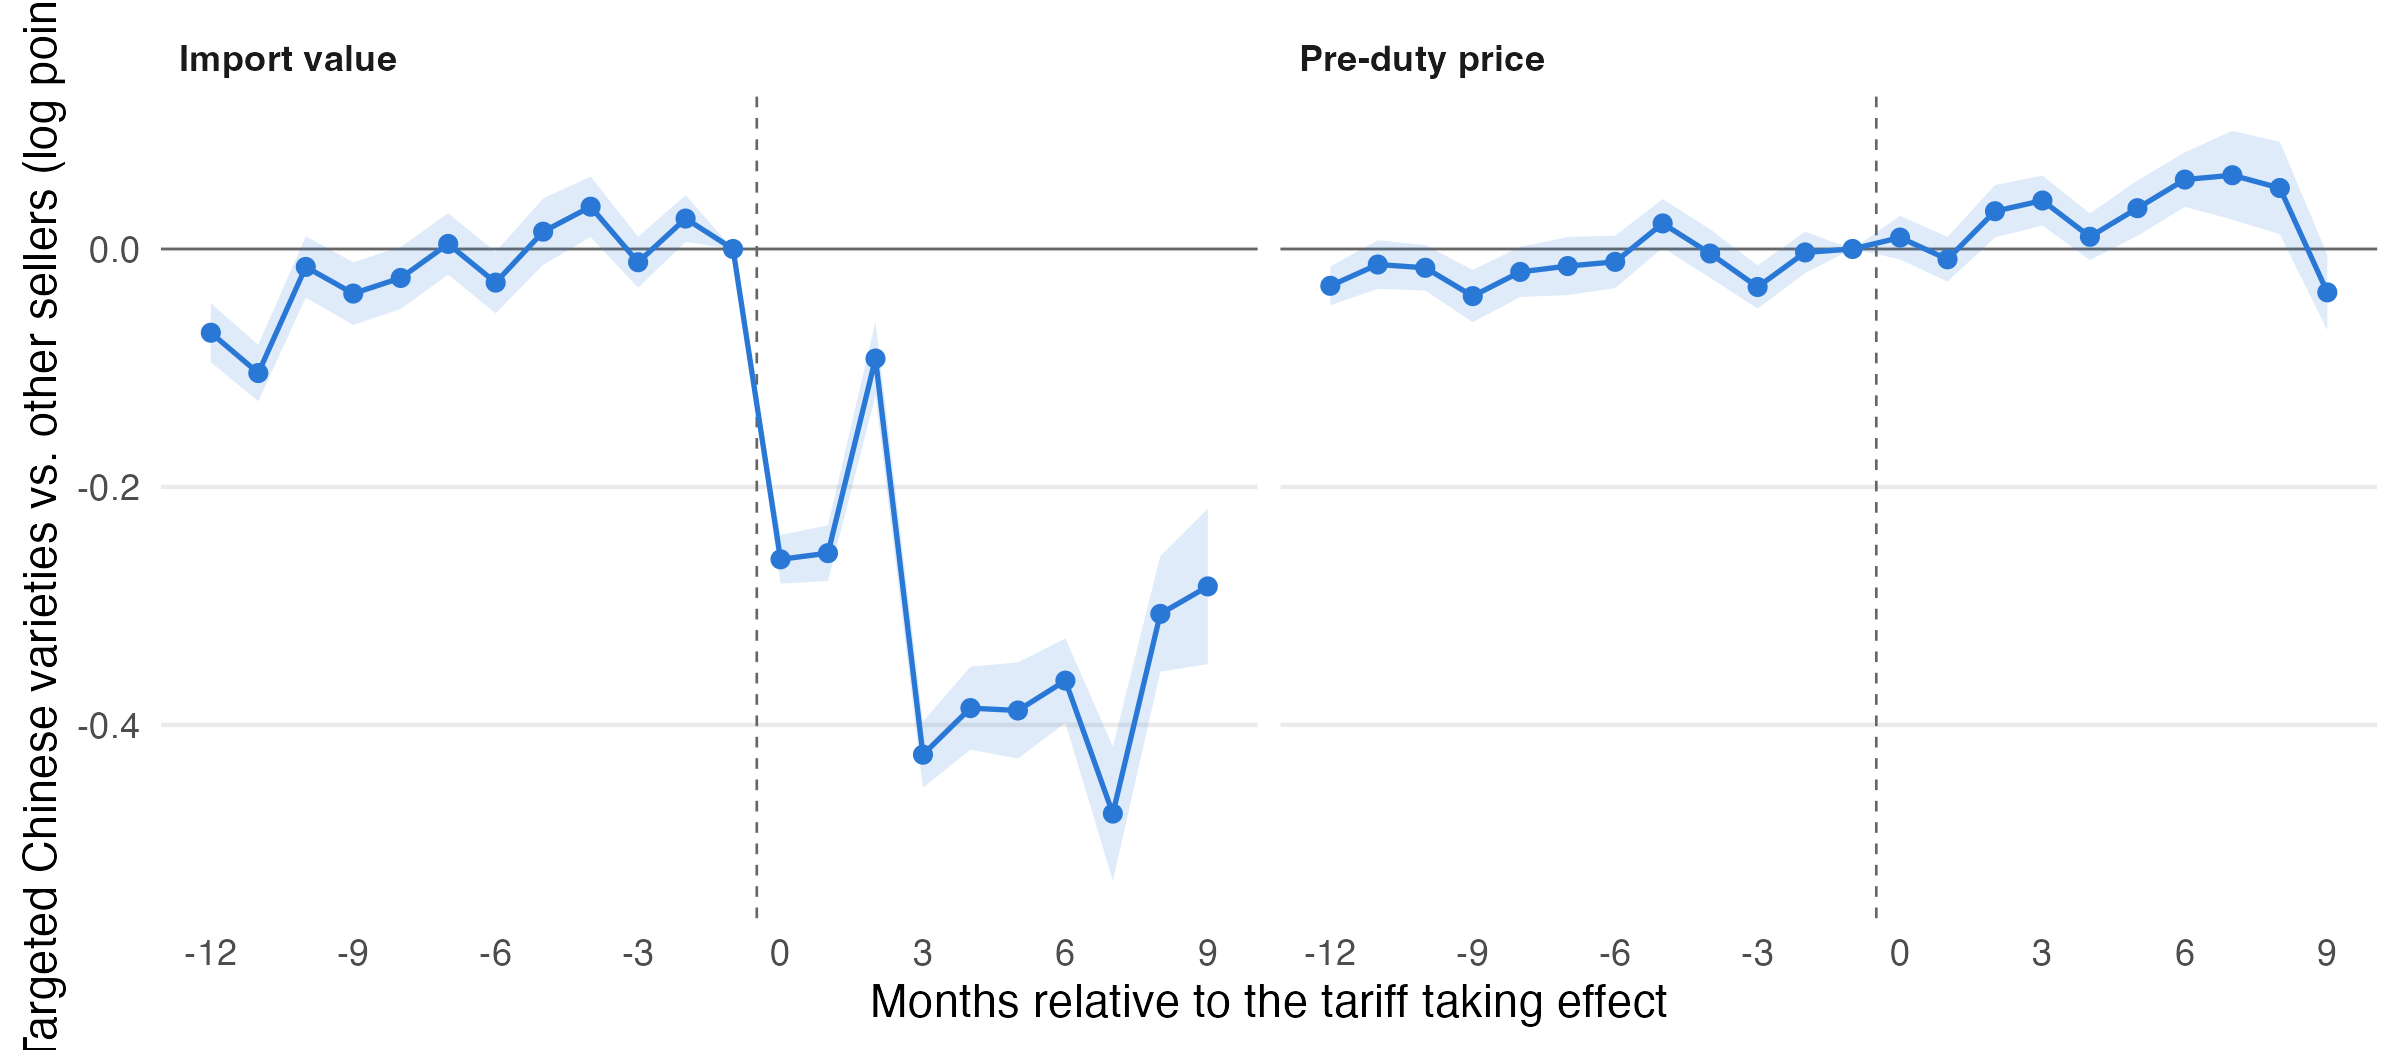 Import value
Pre-duty price
Targeted Chinese varieties vs. other sellers (log poin
0.0
-0.2
-0.4
-12 -9 -6 -3 0 3 6 9
-12 -9 -6 -3 0 3 6 9
Months relative to the tariff taking effect